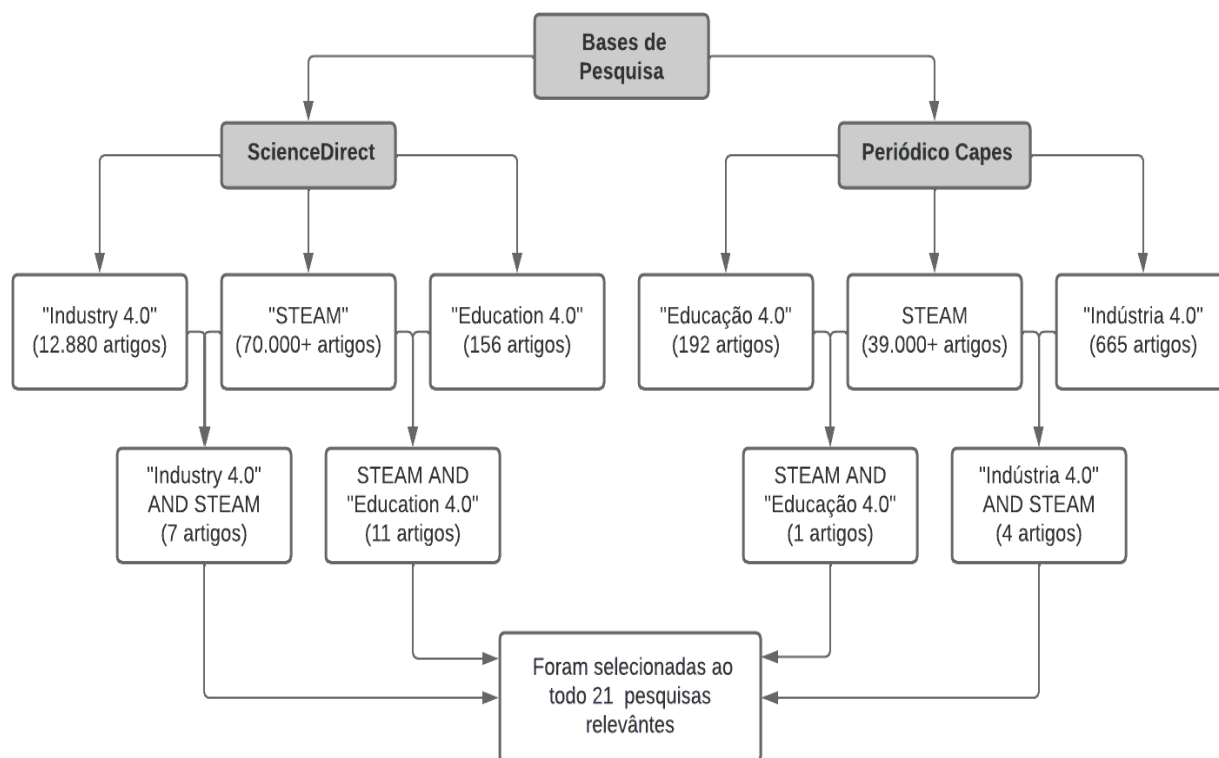 Bases de
Pesquisa
ScienceDirect
Periódico Capes
"Industry 4.0"
(12.880 artigos)
"STEAM"
(70.000+ artigos)
"Education 4.0"
(156 artigos)
"Educação 4.0"
(192 artigos)
STEAM
(39.000+ artigos)
"Indústria 4.0"
(665 artigos)
"Industry 4.0"
AND STEAM
(7 artigos)
STEAM AND
"Education 4.0"
(11 artigos)
STEAM AND
"Educação 4.0"
(1 artigos)
"Indústria 4.0"
AND STEAM
(4 artigos)
Foram selecionadas ao
todo 21 pesquisas
relevântes